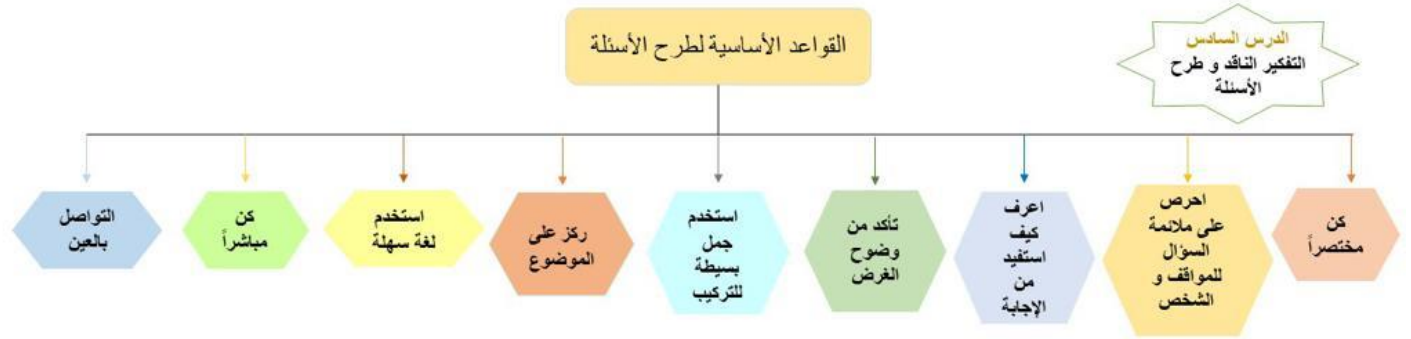 القواعد الأساسية لطرح الأسئلة
الدرس السادس
التفكير الناقد و طرح
الأسئلة
كن
مختصراً
احرص
على ملائمة
السؤال
للمواقف و
الشخص
اعرف
كيف
استفيد
من
الإجابة
تأكد من
وضوح
الغرض
استخدم
جمل
بسيطة
للتركيب
ركز على
الموضوع
استخدم
لغة سهلة
كن
مباشراً
التواصل
بالعين